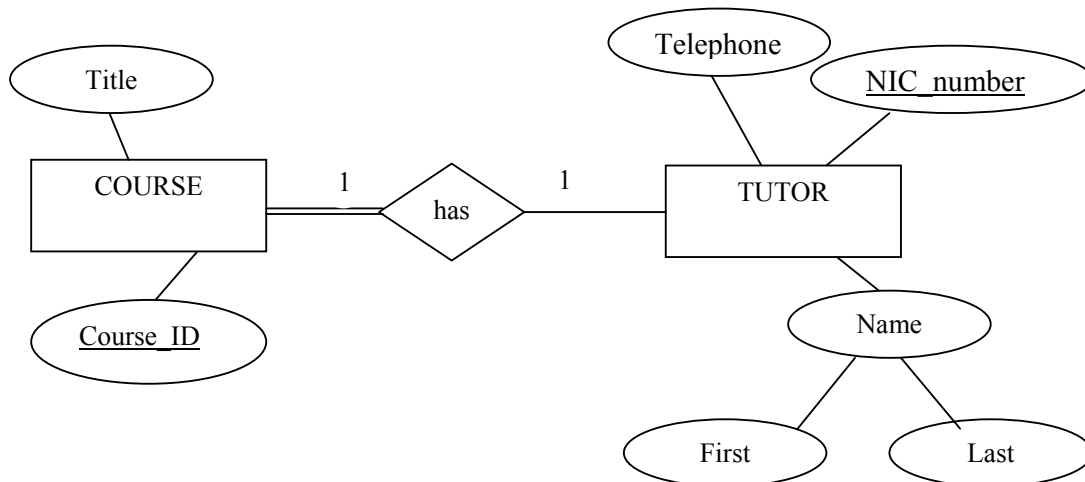 Telephone
Title
NIC_number
COURSE
1
1
TUTOR
has
Course_ID
Name
First
Last